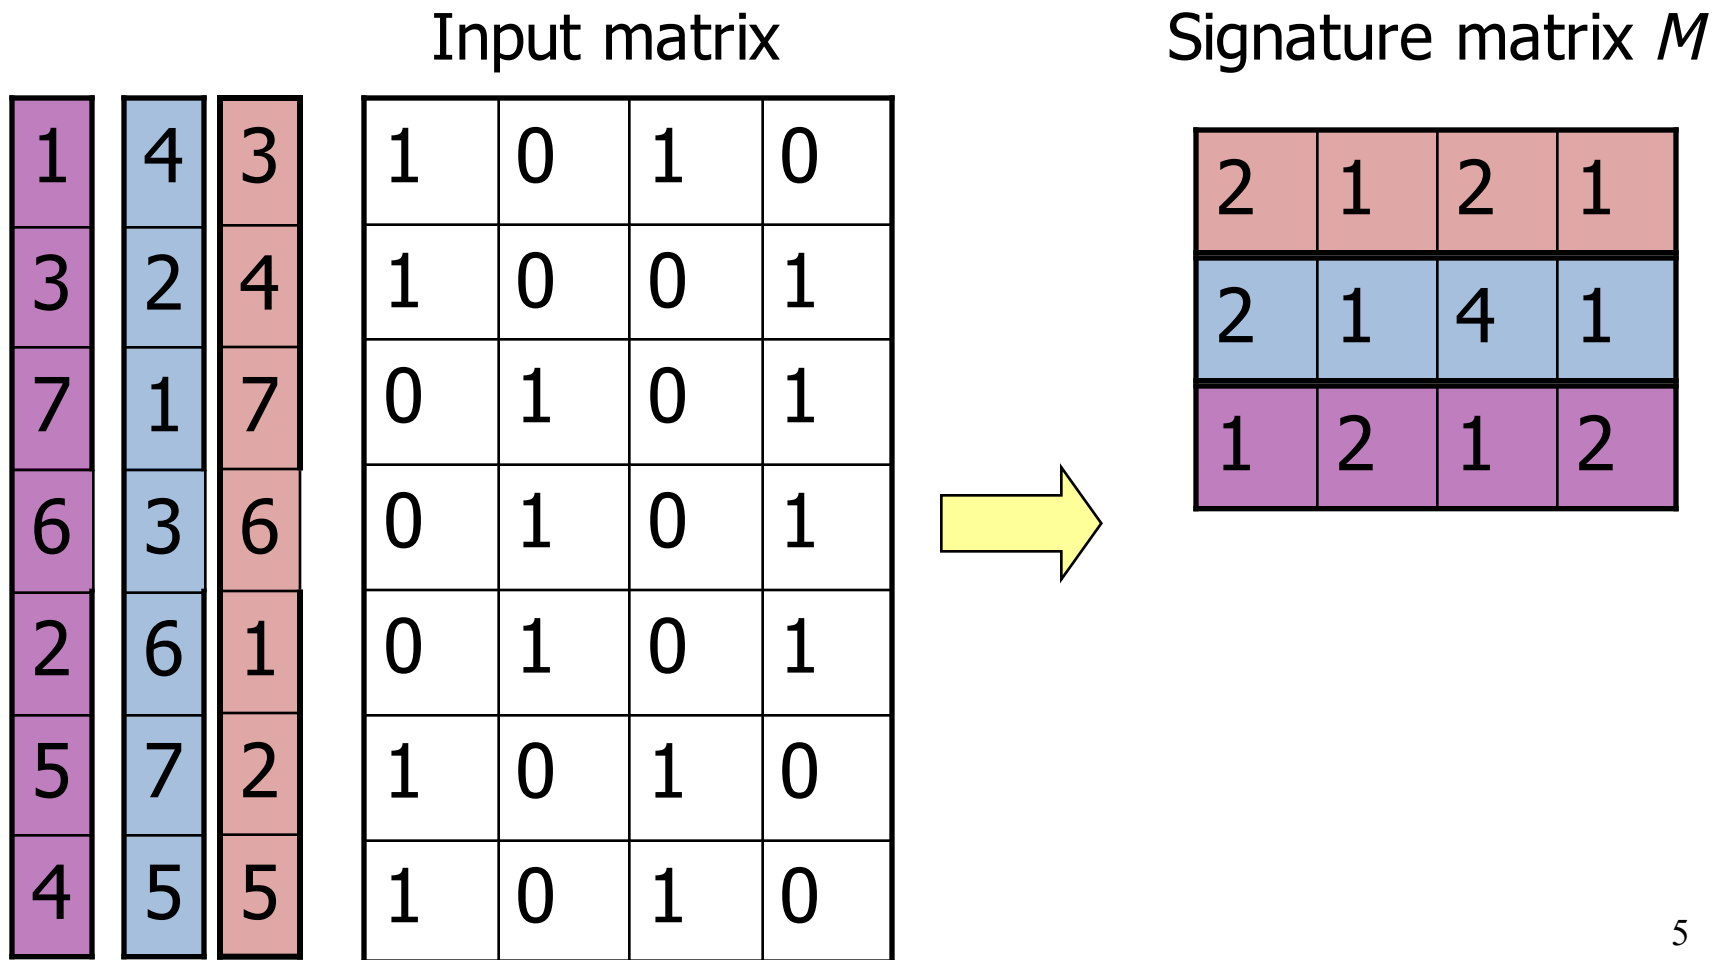 Input matrix Signature matrix M
1 4 3 1 0 1 0
3 2 4 1 0 0 1
7 1 7 0 1 0 1
6 3 6 0 1 0 1
2 6 1 0 1 0 1
5 7 2 1 0 1 0
4 5 5 1 0 1 0
2 1 2 1
2 1 4 1
1 2 1 2
5